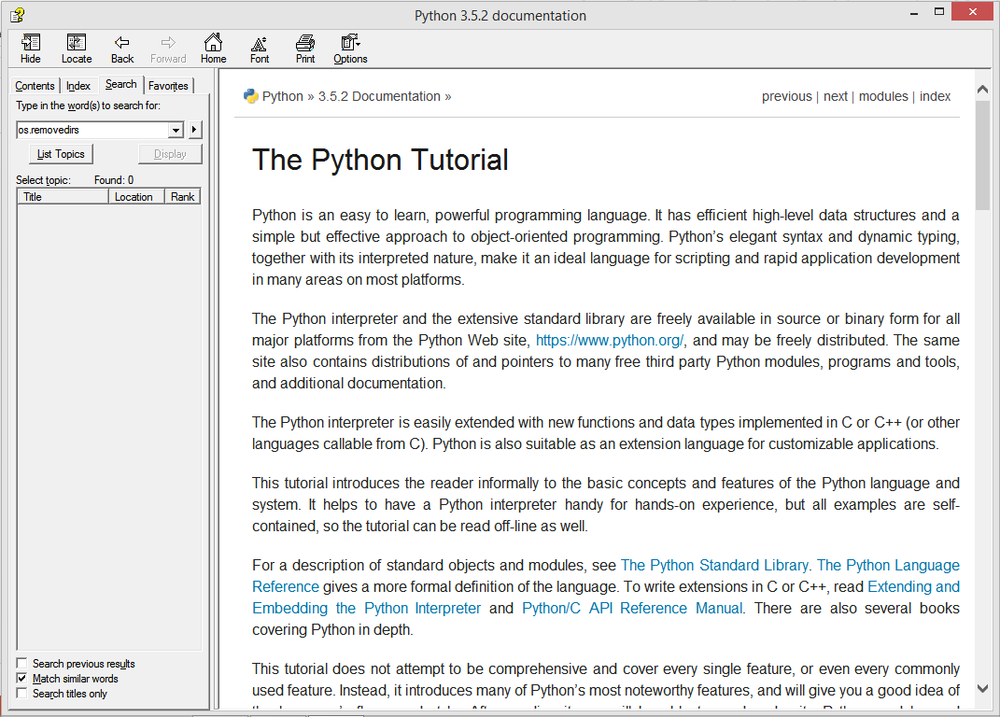 Python 3.5.2 documentation
Hide Locate Back Forward Home Font Print Options
Contents Index Search Favorites
Type in the word(s) to search for:
os.removedirs
List Topics Display
Select topic: Found: 0
Title Location Rank
Search previous results
Match similar words
Search titles only
Python » 3.5.2 Documentation »
previous | next | modules | index
The Python Tutorial
Python is an easy to learn, powerful programming language. It has efficient high-level data structures and a
simple but effective approach to object-oriented programming. Python’s elegant syntax and dynamic typing,
together with its interpreted nature, make it an ideal language for scripting and rapid application development
in many areas on most platforms.
The Python interpreter and the extensive standard library are freely available in source or binary form for all
major platforms from the Python Web site, https://www.python.org/, and may be freely distributed. The same
site also contains distributions of and pointers to many free third party Python modules, programs and tools,
and additional documentation.
The Python interpreter is easily extended with new functions and data types implemented in C or C++ (or other
languages callable from C). Python is also suitable as an extension language for customizable applications.
This tutorial introduces the reader informally to the basic concepts and features of the Python language and
system. It helps to have a Python interpreter handy for hands-on experience, but all examples are self-
contained, so the tutorial can be read off-line as well.
For a description of standard objects and modules, see The Python Standard Library. The Python Language
Reference gives a more formal definition of the language. To write extensions in C or C++, read Extending and
Embedding the Python Interpreter and Python/C API Reference Manual. There are also several books
covering Python in depth.
This tutorial does not attempt to be comprehensive and cover every single feature, or even every commonly
used feature. Instead, it introduces many of Python’s most noteworthy features, and will give you a good idea of